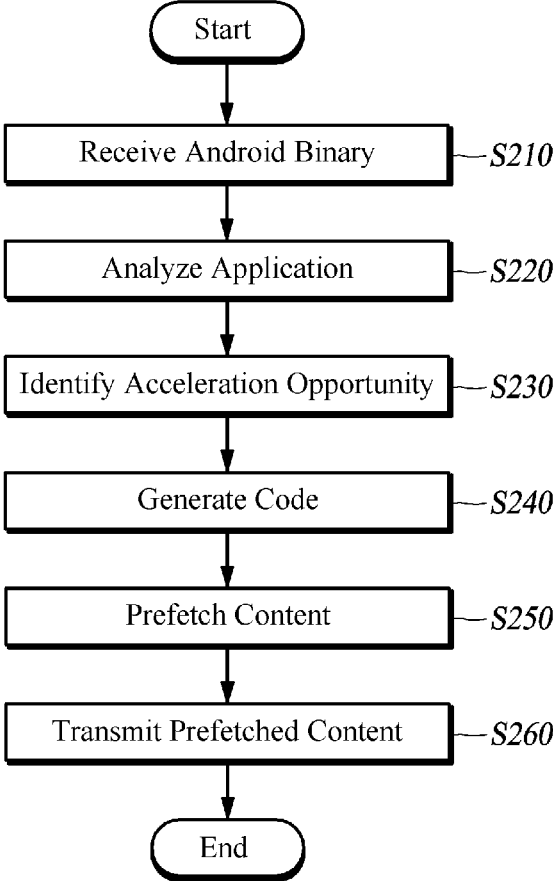 Start
Receive Android Binary S210
Analyze Application S220
Identify Acceleration Opportunity S230
Generate Code S240
Prefetch Content S250
Transmit Prefetched Content S260
End